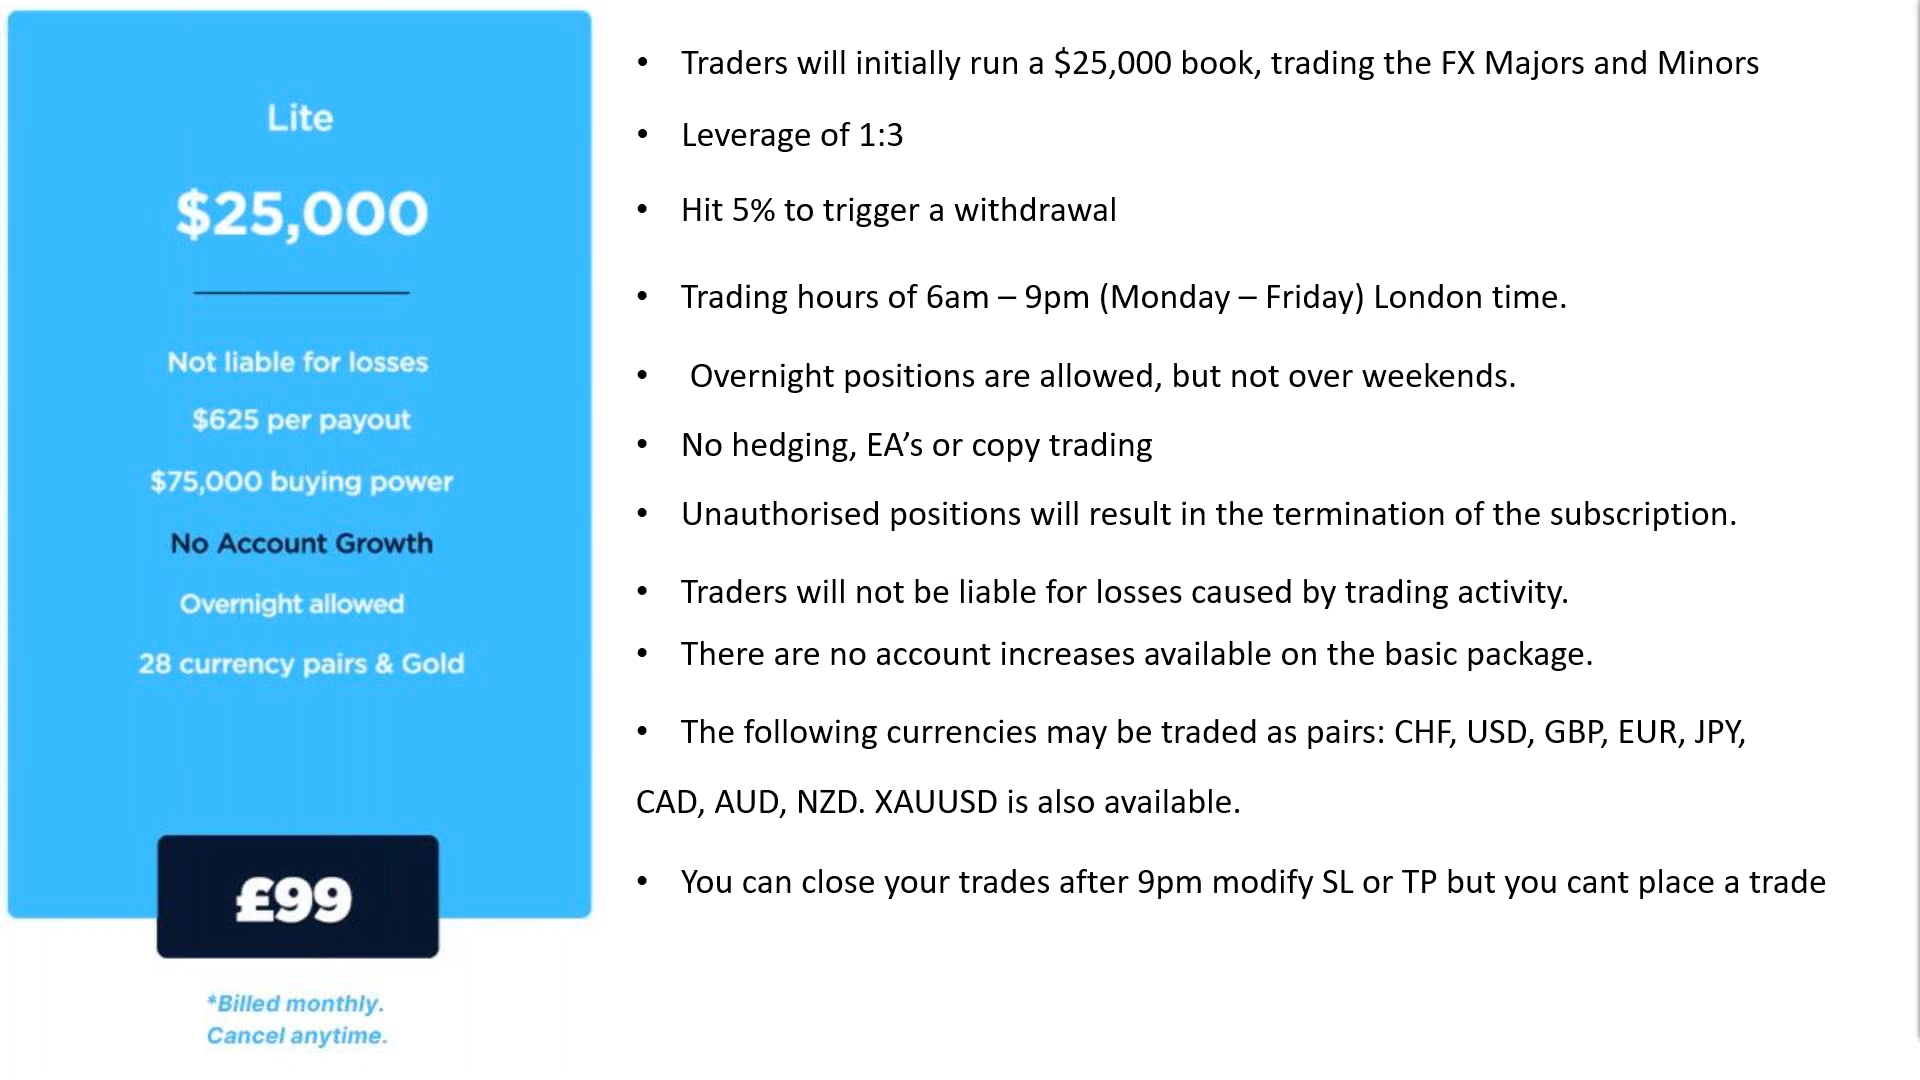 Lite
$25,000
Not liable for losses
$625 per payout
$75,000 buying power
No Account Growth
Overnight allowed
28 currency pairs & Gold
£99
*Billed monthly.
Cancel anytime.
• Traders will initially run a $25,000 book, trading the FX Majors and Minors
• Leverage of 1:3
• Hit 5% to trigger a withdrawal
• Trading hours of 6am – 9pm (Monday – Friday) London time.
• Overnight positions are allowed, but not over weekends.
• No hedging, EA’s or copy trading
• Unauthorised positions will result in the termination of the subscription.
• Traders will not be liable for losses caused by trading activity.
• There are no account increases available on the basic package.
• The following currencies may be traded as pairs: CHF, USD, GBP, EUR, JPY,
CAD, AUD, NZD. XAUUSD is also available.
• You can close your trades after 9pm modify SL or TP but you cant place a trade